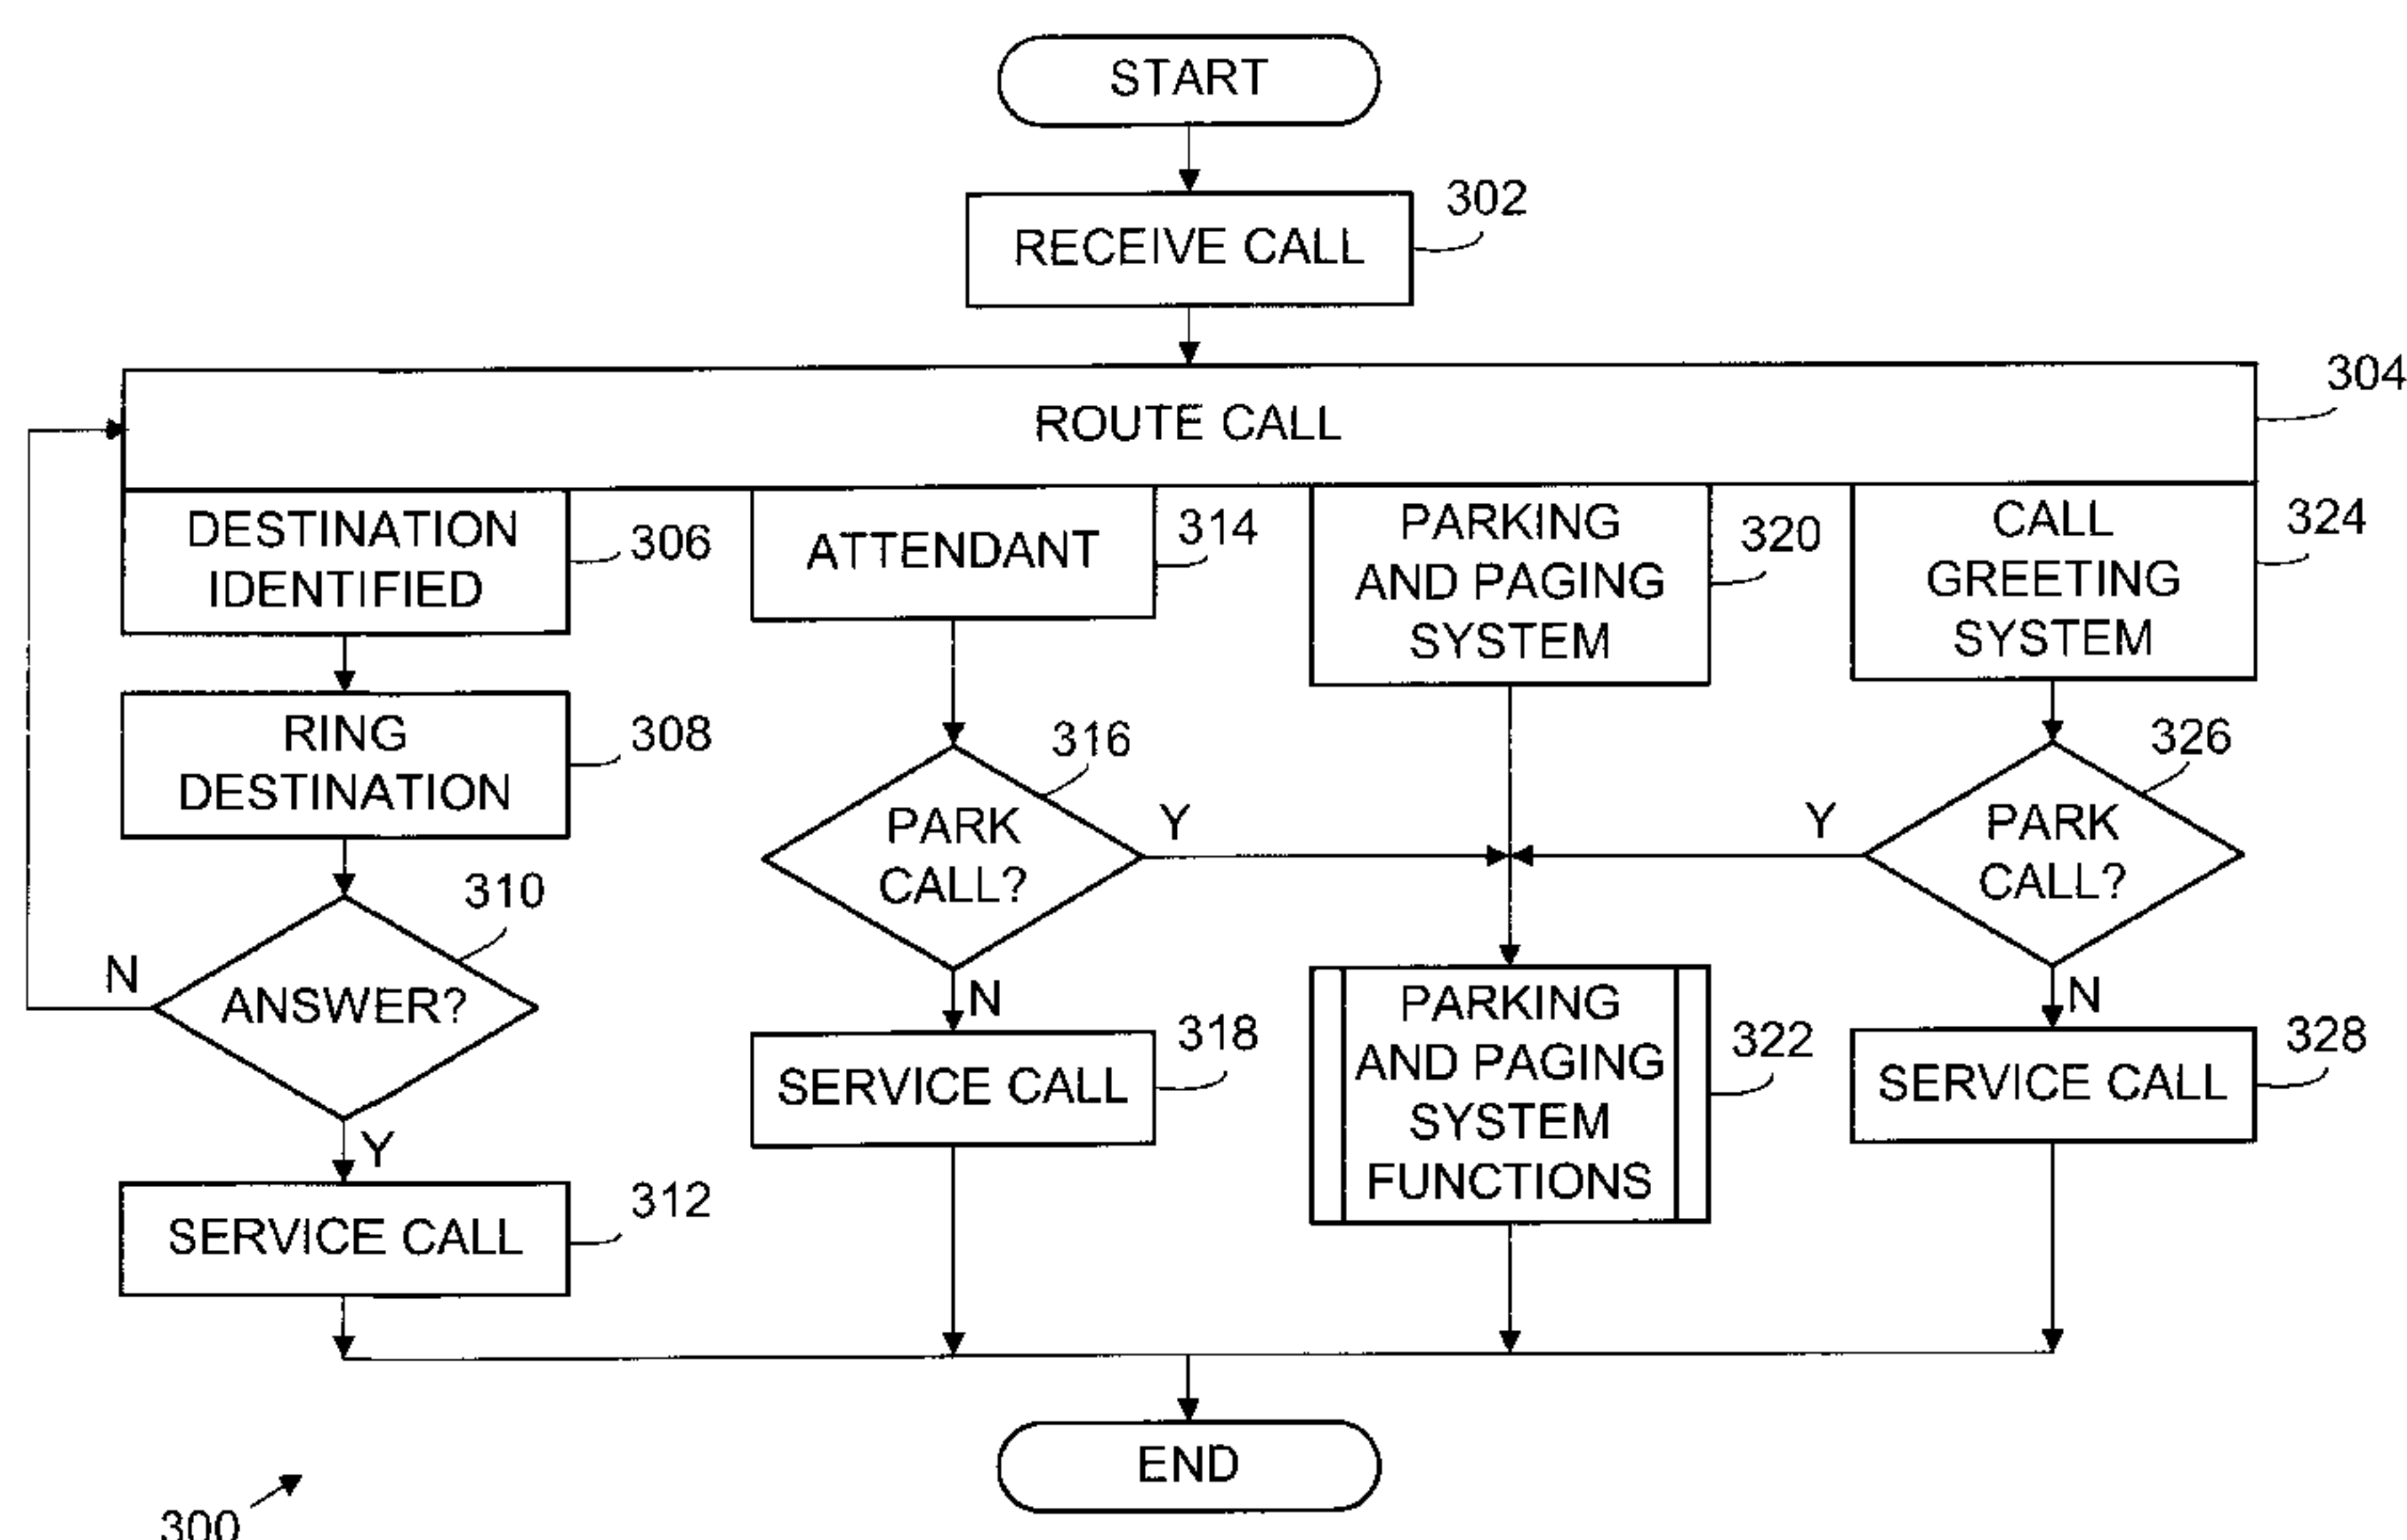 START
RECEIVE CALL
302
ROUTE CALL
304
DESTINATION
IDENTIFIED
306
ATTENDANT
314
PARKING
AND PAGING
SYSTEM
320
CALL
GREETING
SYSTEM
324
RING
DESTINATION
308
PARK
CALL?
316
Y
N
PARK
CALL?
326
Y
N
ANSWER?
310
N
Y
SERVICE CALL
312
SERVICE CALL
318
PARKING
AND PAGING
SYSTEM
FUNCTIONS
322
SERVICE CALL
328
END
300